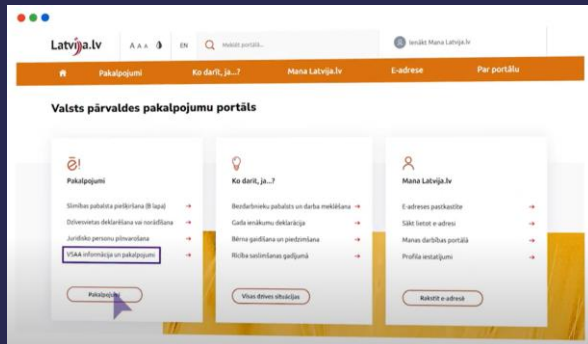 Latvija.lv A A A EN Meklēt portālā... Ienākt Mana Latvija.lv
Pakalpojumi Ko darīt, ja...? Mana Latvija.lv E-adrese Par portālu
Valsts pārvaldes pakalpojumu portāls
ē!
Pakalpojumi
Slimības pabalsta piešķiršana (B lapa)
Dzīvesvietas deklarēšana vai norādīšana
Juridisko personu pilnvarošana
VSAA informācija un pakalpojumi
Pakalpojumi
Ko darīt, ja...?
Bezdarbnieku pabalsts un darba meklēšana
Gada ienākumu deklarācija
Bērna gaidīšana un piedzimšana
Rīcība saslimšanas gadījumā
Visas dzīves situācijas
Mana Latvija.lv
E-adreses pastkastīte
Sākt lietot e-adresi
Manas darbības portālā
Profila iestatījumi
Rakstīt e-adresē